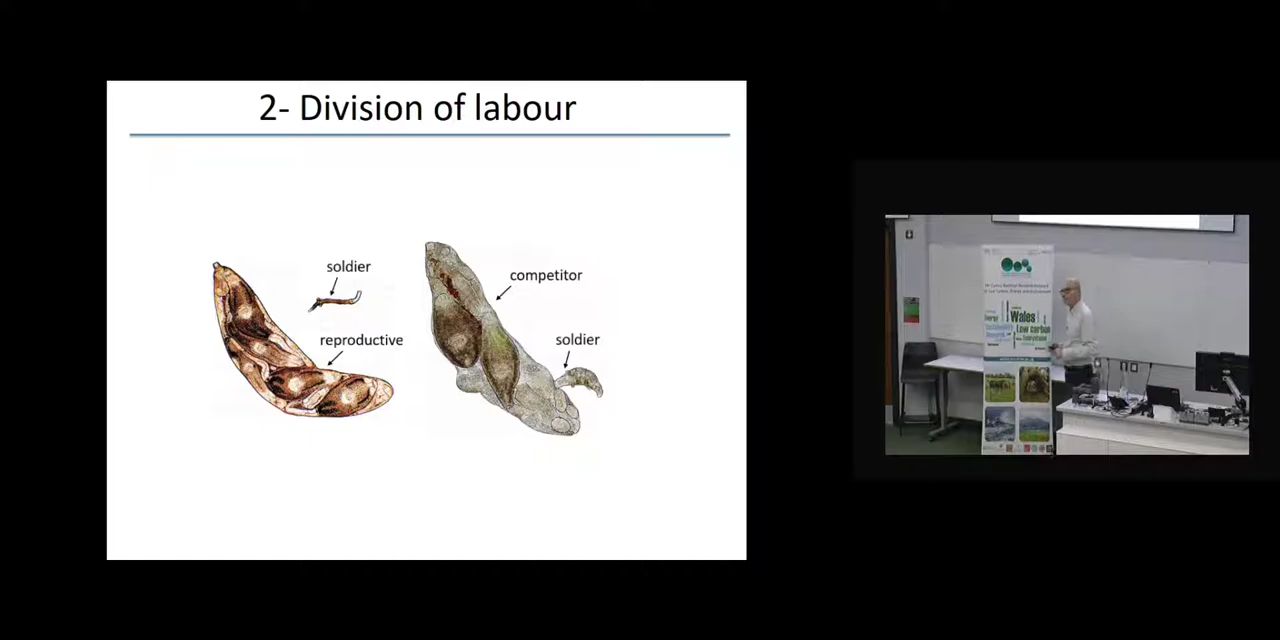 2- Division of labour
soldier
reproductive
competitor
soldier
Wales
Low carbon